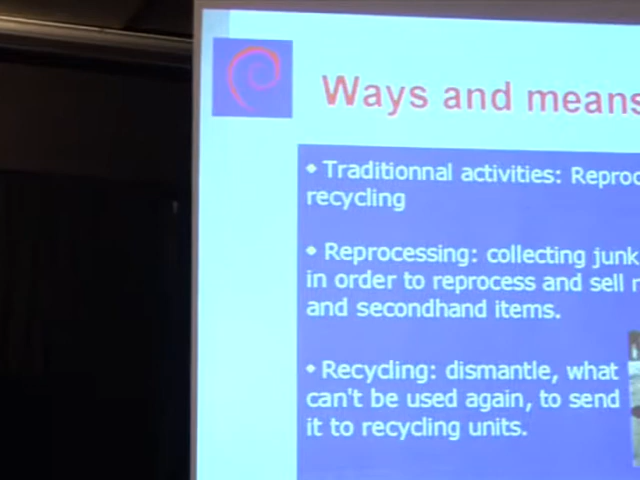 Ways and means
• Traditionnal activities:
recycling
• Reprocessing: collecting junk
in order to reprocess and sell
and secondhand items.
• Recycling: dismantle, what
can't be used again, to send
it to recycling units.